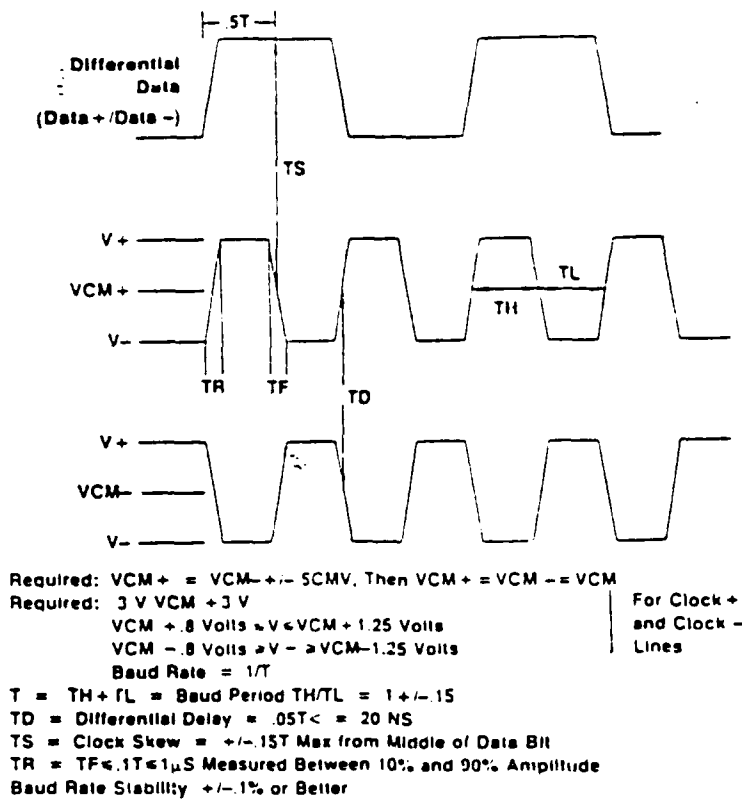 .5T
Differential
Data
(Data + /Data -)
TS
V +
VCM +
V-
TL
TH
TR
TF
TD
V +
VCM-
V-
Required: VCM + = VCM- +/- 5CMV, Then VCM + = VCM - = VCM
Required: 3 V VCM + 3 V
VCM + .8 Volts ≤ V ≤ VCM + 1.25 Volts
VCM - .8 Volts ≥ V - ≥ VCM-1.25 Volts
Baud Rate = 1/T
For Clock +
and Clock -
Lines
T = TH + TL = Baud Period TH/TL = 1 +/-.15
TD = Differential Delay = .05T< = 20 NS
TS = Clock Skew = +/-.15T Max from Middle of Data Bit
TR = TF ≤ .1T ≤ 1µS Measured Between 10% and 90% Amplitude
Baud Rate Stability +/-.1% or Better